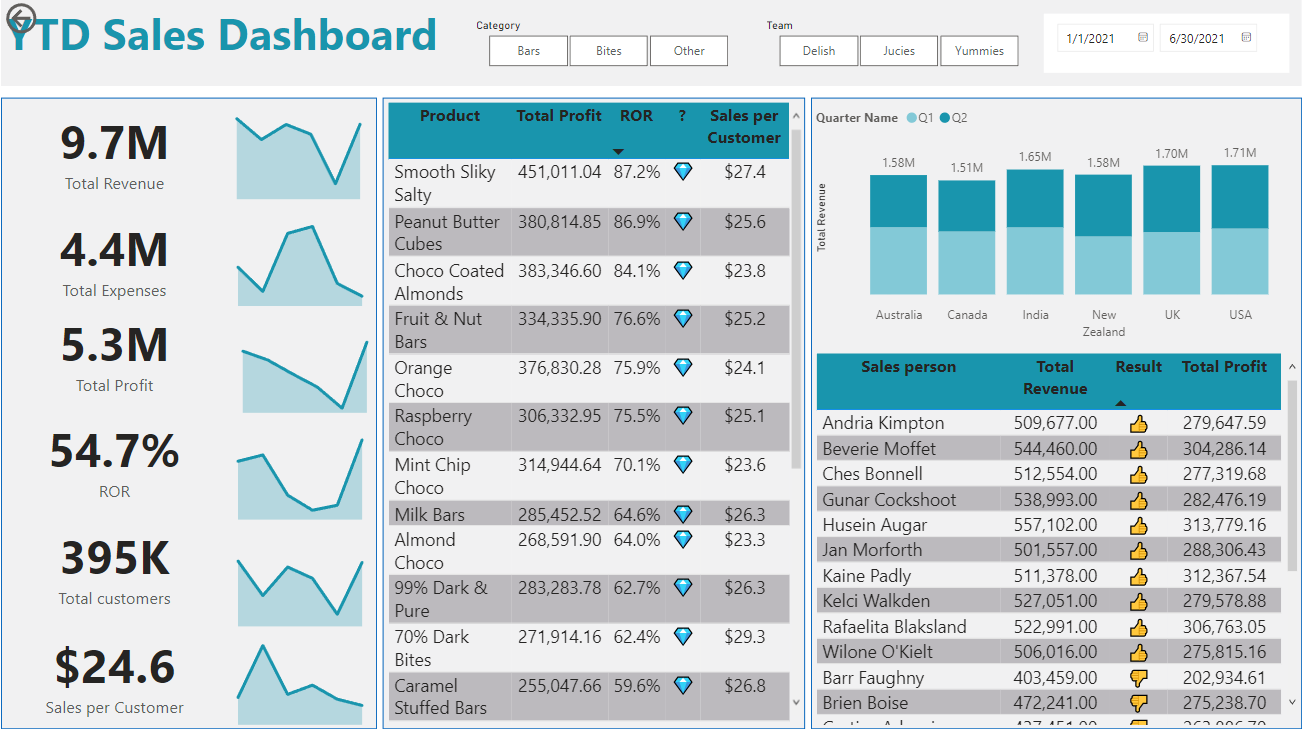 YTD Sales Dashboard
Category
Bars Bites Other
Team
Delish Jucies Yummies
1/1/2021 6/30/2021
9.7M
Total Revenue
4.4M
Total Expenses
5.3M
Total Profit
54.7%
ROR
395K
Total customers
$24.6
Sales per Customer
Product Total Profit ROR ? Sales per
Customer
Smooth Sliky 451,011.04 87.2% $27.4
Salty
Peanut Butter 380,814.85 86.9% $25.6
Cubes
Choco Coated 383,346.60 84.1% $23.8
Almonds
Fruit & Nut 334,335.90 76.6% $25.2
Bars
Orange 376,830.28 75.9% $24.1
Choco
Raspberry 306,332.95 75.5% $25.1
Choco
Mint Chip 314,944.64 70.1% $23.6
Choco
Milk Bars 285,452.52 64.6% $26.3
Almond 268,591.90 64.0% $23.3
Choco
99% Dark & 283,283.78 62.7% $26.3
Pure
70% Dark 271,914.16 62.4% $29.3
Bites
Caramel 255,047.66 59.6% $26.8
Stuffed Bars
Quarter Name Q1 Q2
Total Revenue
1.58M 1.51M 1.65M 1.58M 1.70M 1.71M
Australia Canada India New UK USA
Zealand
Sales person Total Result Total Profit
Revenue
Andria Kimpton 509,677.00 279,647.59
Beverie Moffet 544,460.00 304,286.14
Ches Bonnell 512,554.00 277,319.68
Gunar Cockshoot 538,993.00 282,476.19
Husein Augar 557,102.00 313,779.16
Jan Morforth 501,557.00 288,306.43
Kaine Padly 511,378.00 312,367.54
Kelci Walkden 527,051.00 279,578.88
Rafaelita Blaksland 522,991.00 306,763.05
Wilone O'Kielt 506,016.00 275,815.16
Barr Faughny 403,459.00 202,934.61
Brien Boise 472,241.00 275,238.70